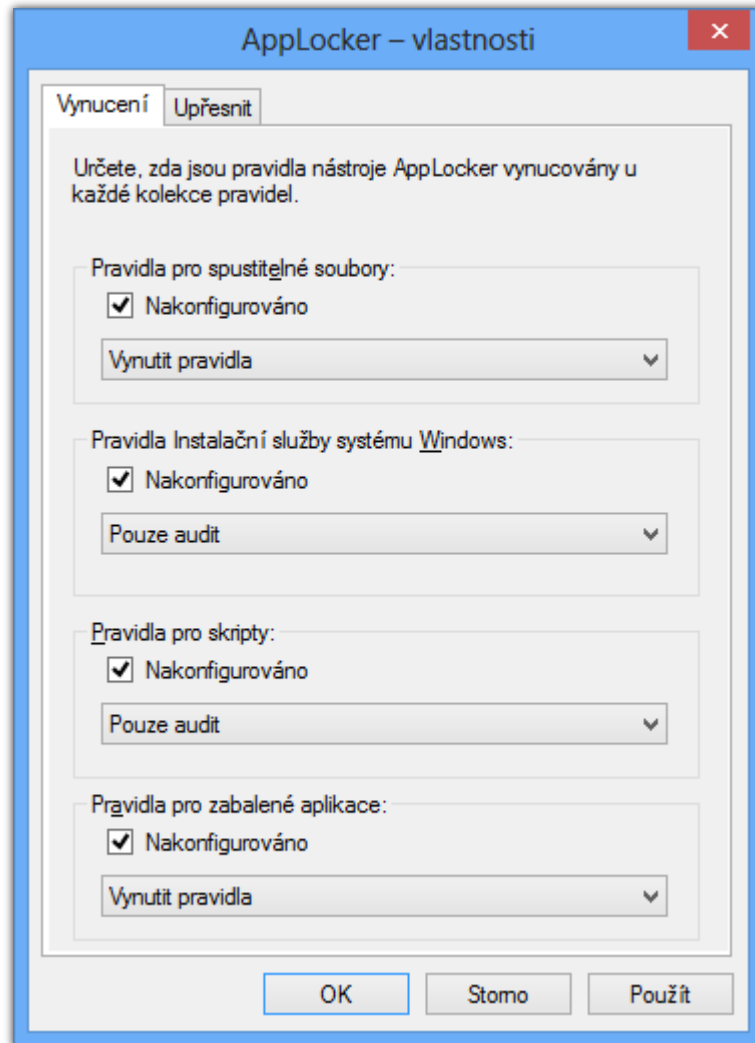 AppLocker – vlastnosti
Vynucení
Upřesnit
Určete, zda jsou pravidla nástroje AppLocker vynucovány u
každé kolekce pravidel.
Pravidla pro spustitelné soubory:
Nakonfigurováno
Vynutit pravidla
Pravidla Instalační služby systému Windows:
Nakonfigurováno
Pouze audit
Pravidla pro skripty:
Nakonfigurováno
Pouze audit
Pravidla pro zabalené aplikace:
Nakonfigurováno
Vynutit pravidla
OK
Storno
Použít